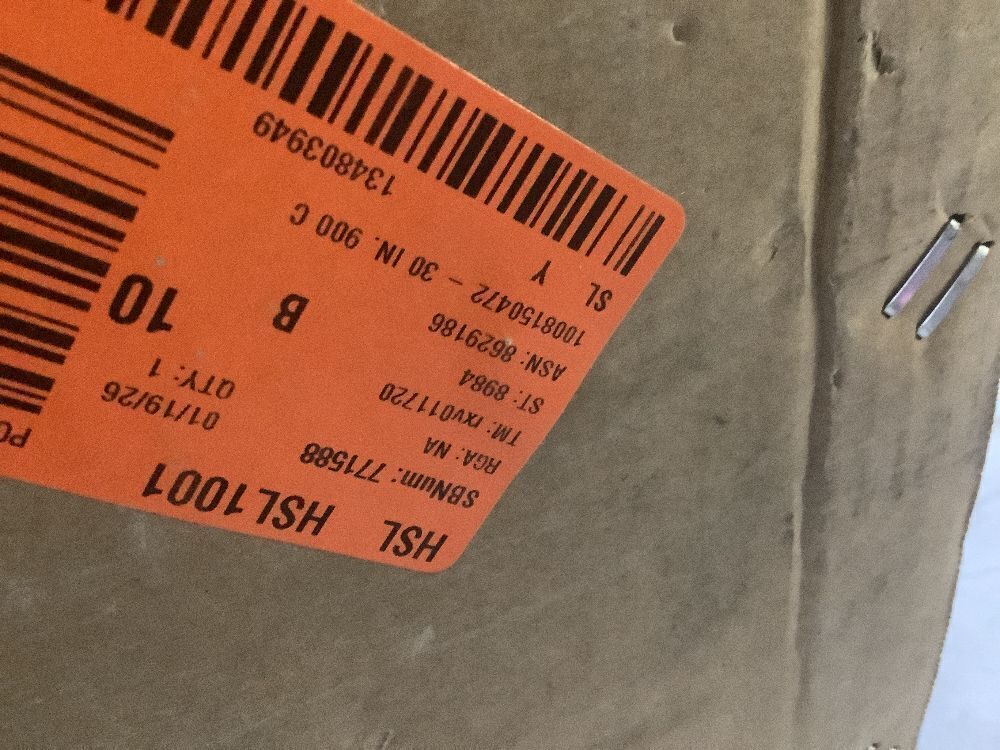 HSL HSL1001
SBNum: 771588
RGA: NA
TM: rxv011720 01/19/26
ST: 8984 QTY: 1
ASN: 8629186 B 10
1008150472 – 30 IN. 900 C
SL Y
134803949